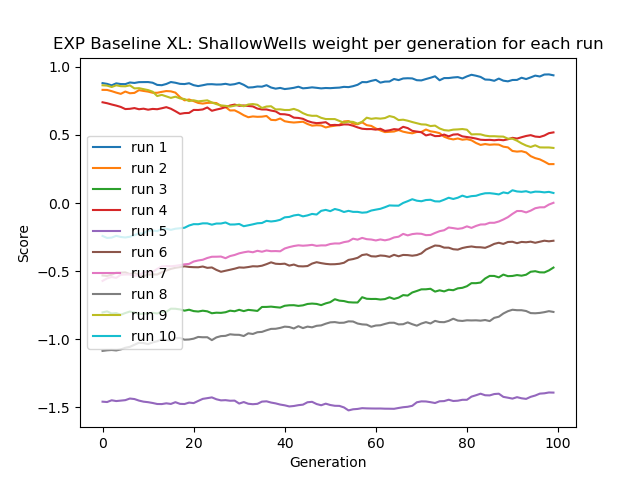 EXP Baseline XL: ShallowWells weight per generation for each run
1.0
0.5
0.0
−0.5
−1.0
−1.5
Score
run 1
run 2
run 3
run 4
run 5
run 6
run 7
run 8
run 9
run 10
0 20 40 60 80 100
Generation